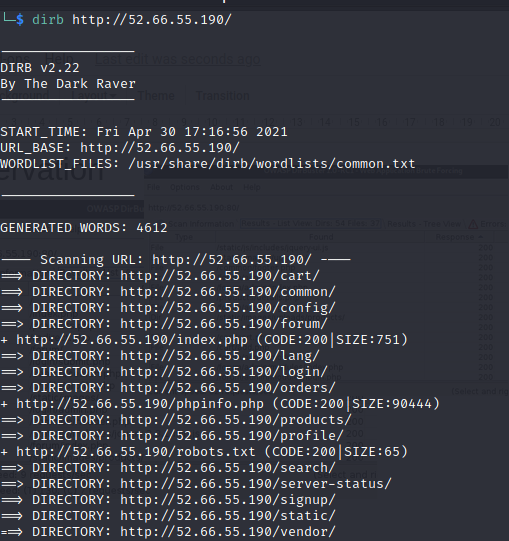 └─$ dirb http://52.66.55.190/
Last edit was seconds ago
DIRB v2.22
By The Dark Raver
Theme Transition
START_TIME: Fri Apr 30 17:16:56 2021
URL_BASE: http://52.66.55.190/
WORDLIST_FILES: /usr/share/dirb/wordlists/common.txt
ervation
GENERATED WORDS: 4612
---- Scanning URL: http://52.66.55.190/ ----
==> DIRECTORY: http://52.66.55.190/cart/
==> DIRECTORY: http://52.66.55.190/common/
==> DIRECTORY: http://52.66.55.190/config/
==> DIRECTORY: http://52.66.55.190/forum/
+ http://52.66.55.190/index.php (CODE:200|SIZE:751)
==> DIRECTORY: http://52.66.55.190/lang/
==> DIRECTORY: http://52.66.55.190/login/
==> DIRECTORY: http://52.66.55.190/orders/
+ http://52.66.55.190/phpinfo.php (CODE:200|SIZE:90444)
==> DIRECTORY: http://52.66.55.190/products/
==> DIRECTORY: http://52.66.55.190/profile/
+ http://52.66.55.190/robots.txt (CODE:200|SIZE:65)
==> DIRECTORY: http://52.66.55.190/search/
==> DIRECTORY: http://52.66.55.190/server-status/
==> DIRECTORY: http://52.66.55.190/signup/
==> DIRECTORY: http://52.66.55.190/static/
==> DIRECTORY: http://52.66.55.190/vendor/